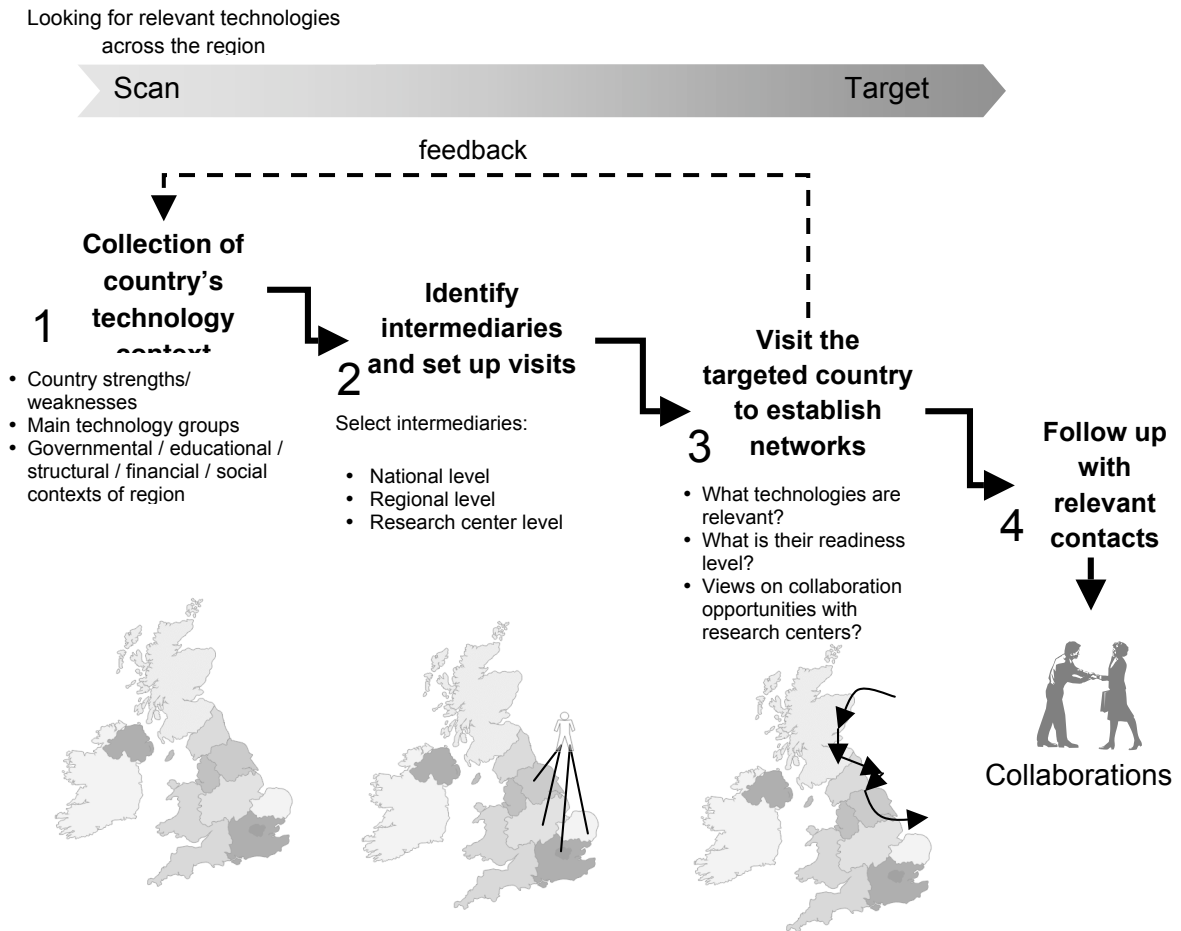 Looking for relevant technologies
across the region
Scan
Target
feedback
1
Collection of
country’s
technology
context
• Country strengths/
weaknesses
• Main technology groups
• Governmental / educational /
structural / financial / social
contexts of region
2
Identify
intermediaries
and set up visits
Select intermediaries:
• National level
• Regional level
• Research center level
3
Visit the
targeted country
to establish
networks
• What technologies are
relevant?
• What is their readiness
level?
• Views on collaboration
opportunities with
research centers?
4
Follow up
with
relevant
contacts
Collaborations